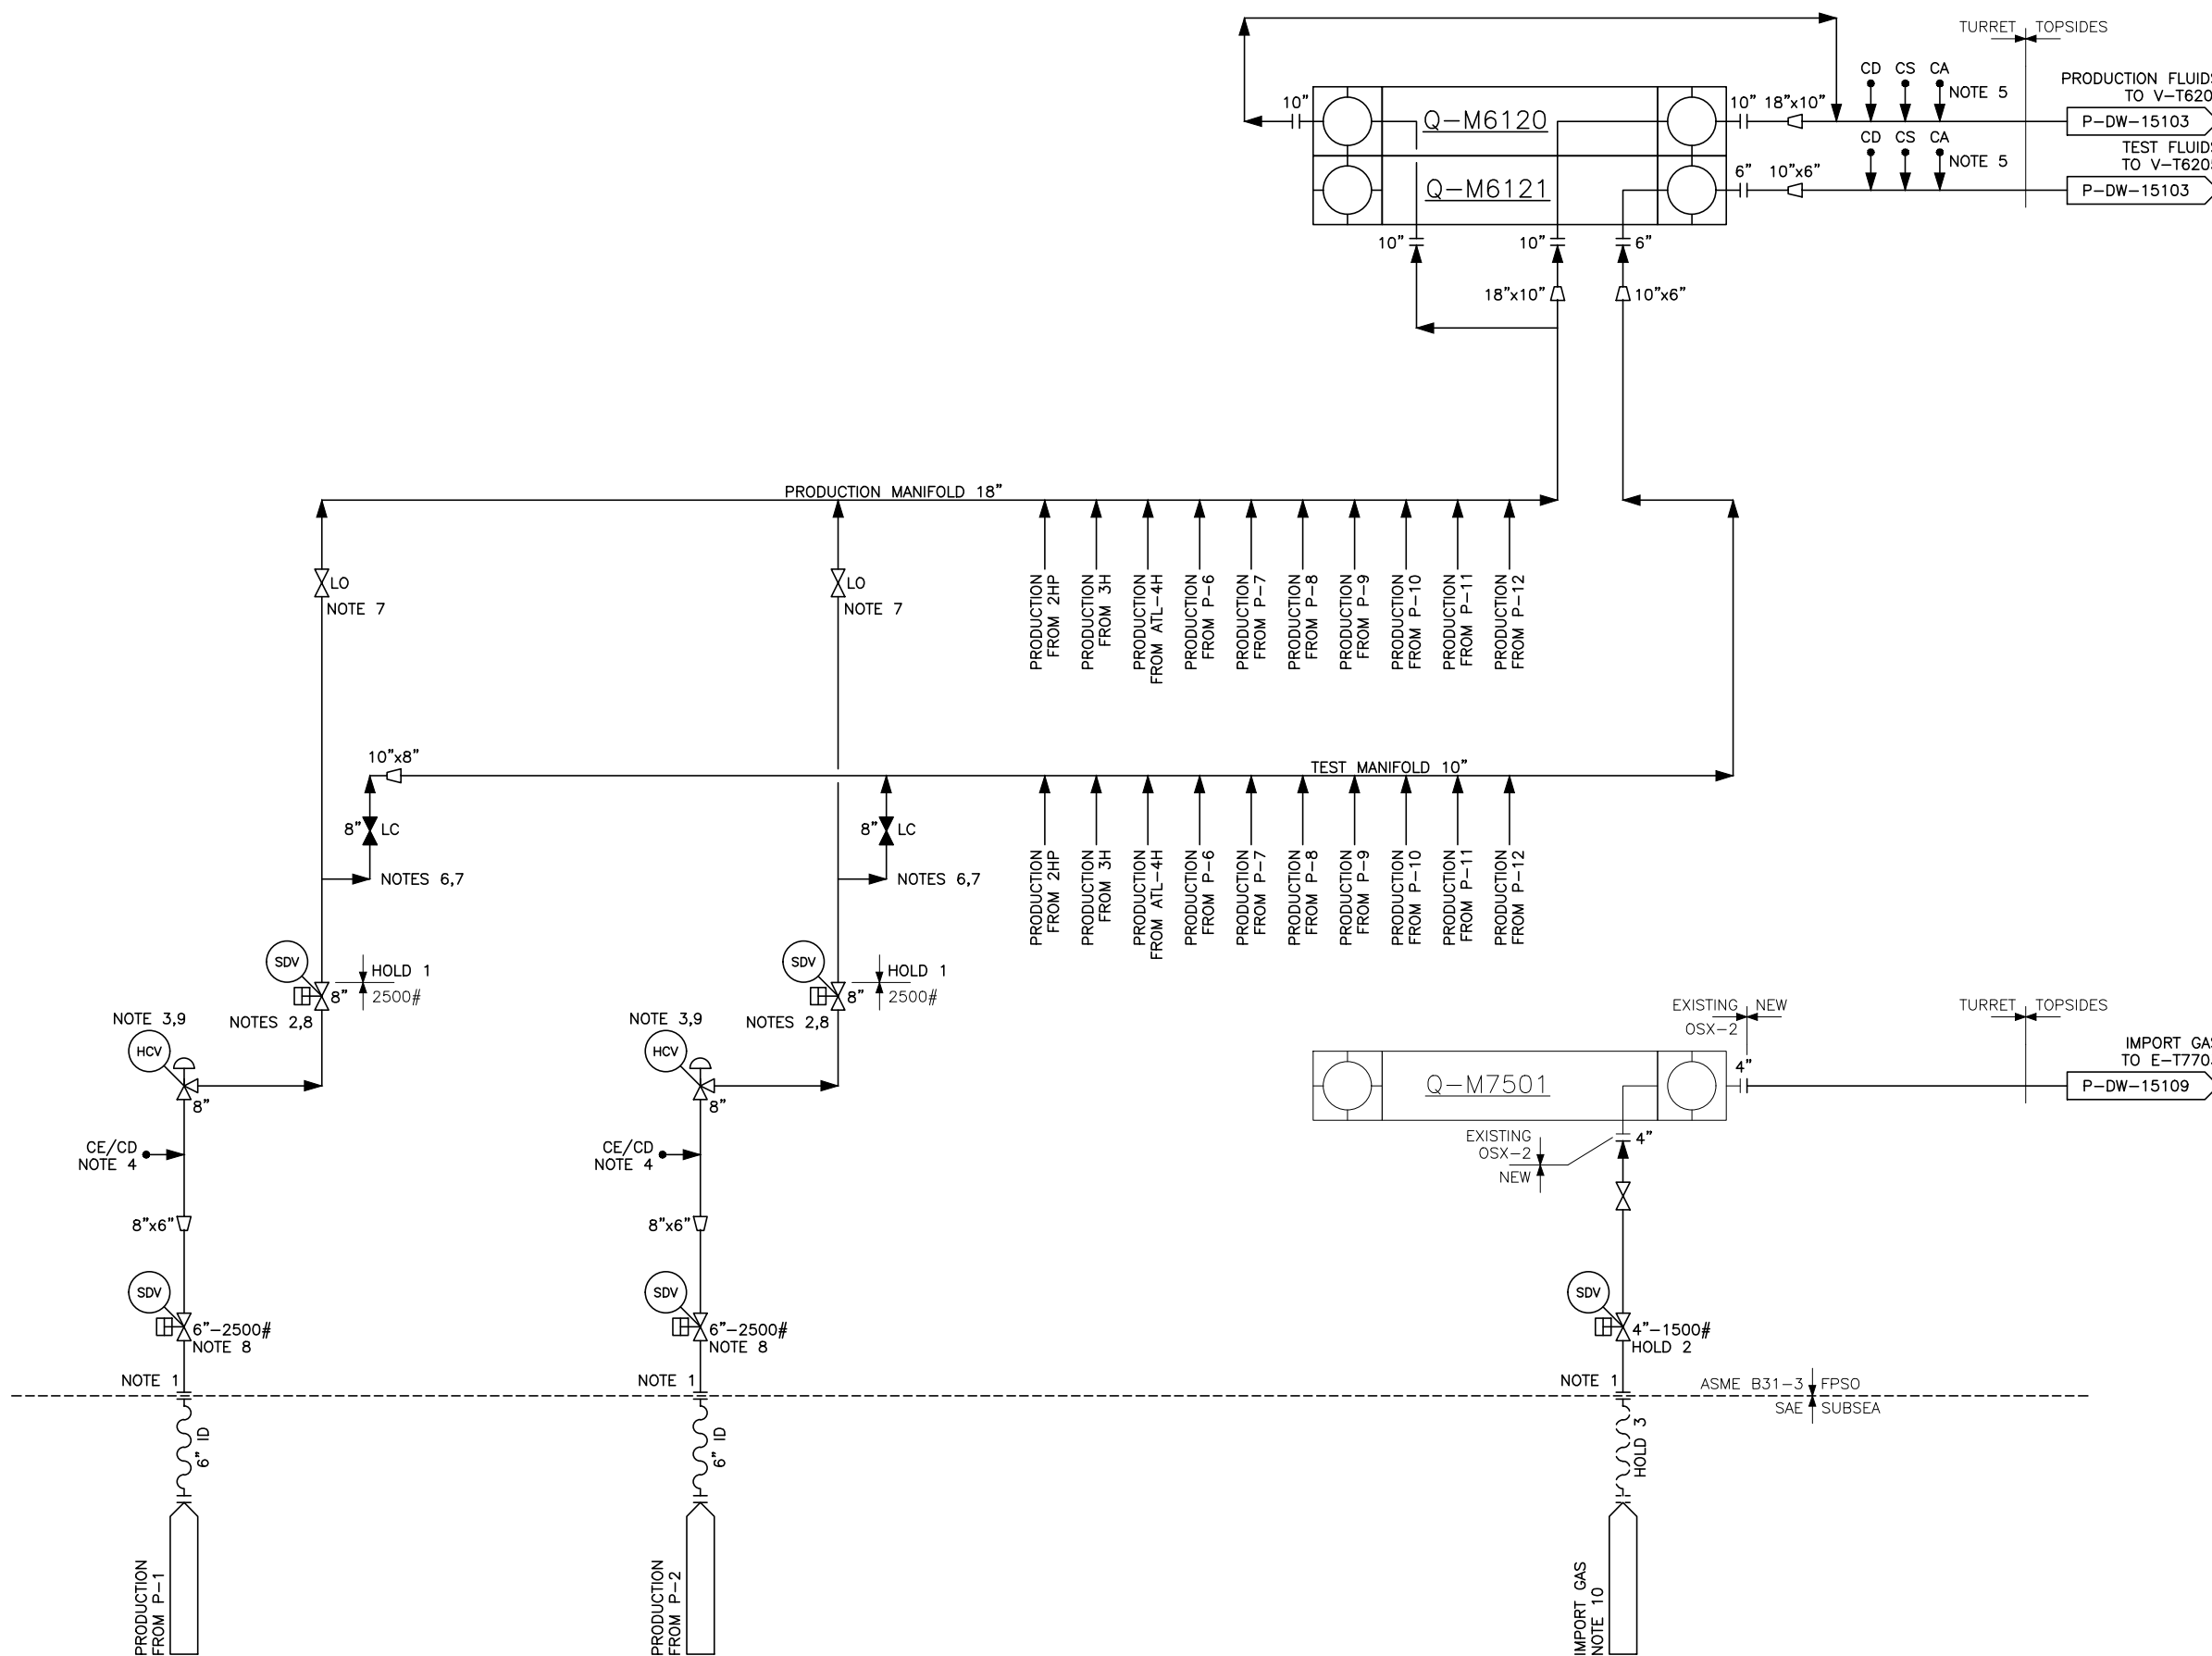 TURRET TOPSIDES
CD CS CA
NOTE 5
PRODUCTION FLUIDS
TO V-T620
P-DW-15103
10" Q-M6120 10" 18"x10"
CD CS CA
NOTE 5
TEST FLUIDS
TO V-T620
P-DW-15103
Q-M6121 6" 10"x6"
10" 10" 6"
18"x10" 10"x6"
PRODUCTION MANIFOLD 18"
LO
NOTE 7
LO
NOTE 7
PRODUCTION
FROM 2HP
PRODUCTION
FROM 3H
PRODUCTION
FROM ATL-4H
PRODUCTION
FROM P-6
PRODUCTION
FROM P-7
PRODUCTION
FROM P-8
PRODUCTION
FROM P-9
PRODUCTION
FROM P-10
PRODUCTION
FROM P-11
PRODUCTION
FROM P-12
10"x8"
TEST MANIFOLD 10"
8" LC
8" LC
NOTES 6,7
NOTES 6,7
PRODUCTION
FROM 2HP
PRODUCTION
FROM 3H
PRODUCTION
FROM ATL-4H
PRODUCTION
FROM P-6
PRODUCTION
FROM P-7
PRODUCTION
FROM P-8
PRODUCTION
FROM P-9
PRODUCTION
FROM P-10
PRODUCTION
FROM P-11
PRODUCTION
FROM P-12
SDV
HOLD 1
8" 2500#
NOTES 2,8
SDV
HOLD 1
8" 2500#
NOTES 2,8
NOTE 3,9
HCV
8"
NOTE 3,9
HCV
8"
EXISTING NEW
OSX-2
TURRET TOPSIDES
IMPORT GAS
TO E-T770
P-DW-15109
Q-M7501
4"
EXISTING
OSX-2
NEW
4"
CE/CD
NOTE 4
CE/CD
NOTE 4
8"x6"
8"x6"
SDV
6"-2500#
NOTE 8
SDV
6"-2500#
NOTE 8
SDV
4"-1500#
HOLD 2
NOTE 1
NOTE 1
NOTE 1
ASME B31-3 FPSO
SAE SUBSEA
6" ID
6" ID
HOLD 3
PRODUCTION
FROM P-1
PRODUCTION
FROM P-2
IMPORT GAS
NOTE 10